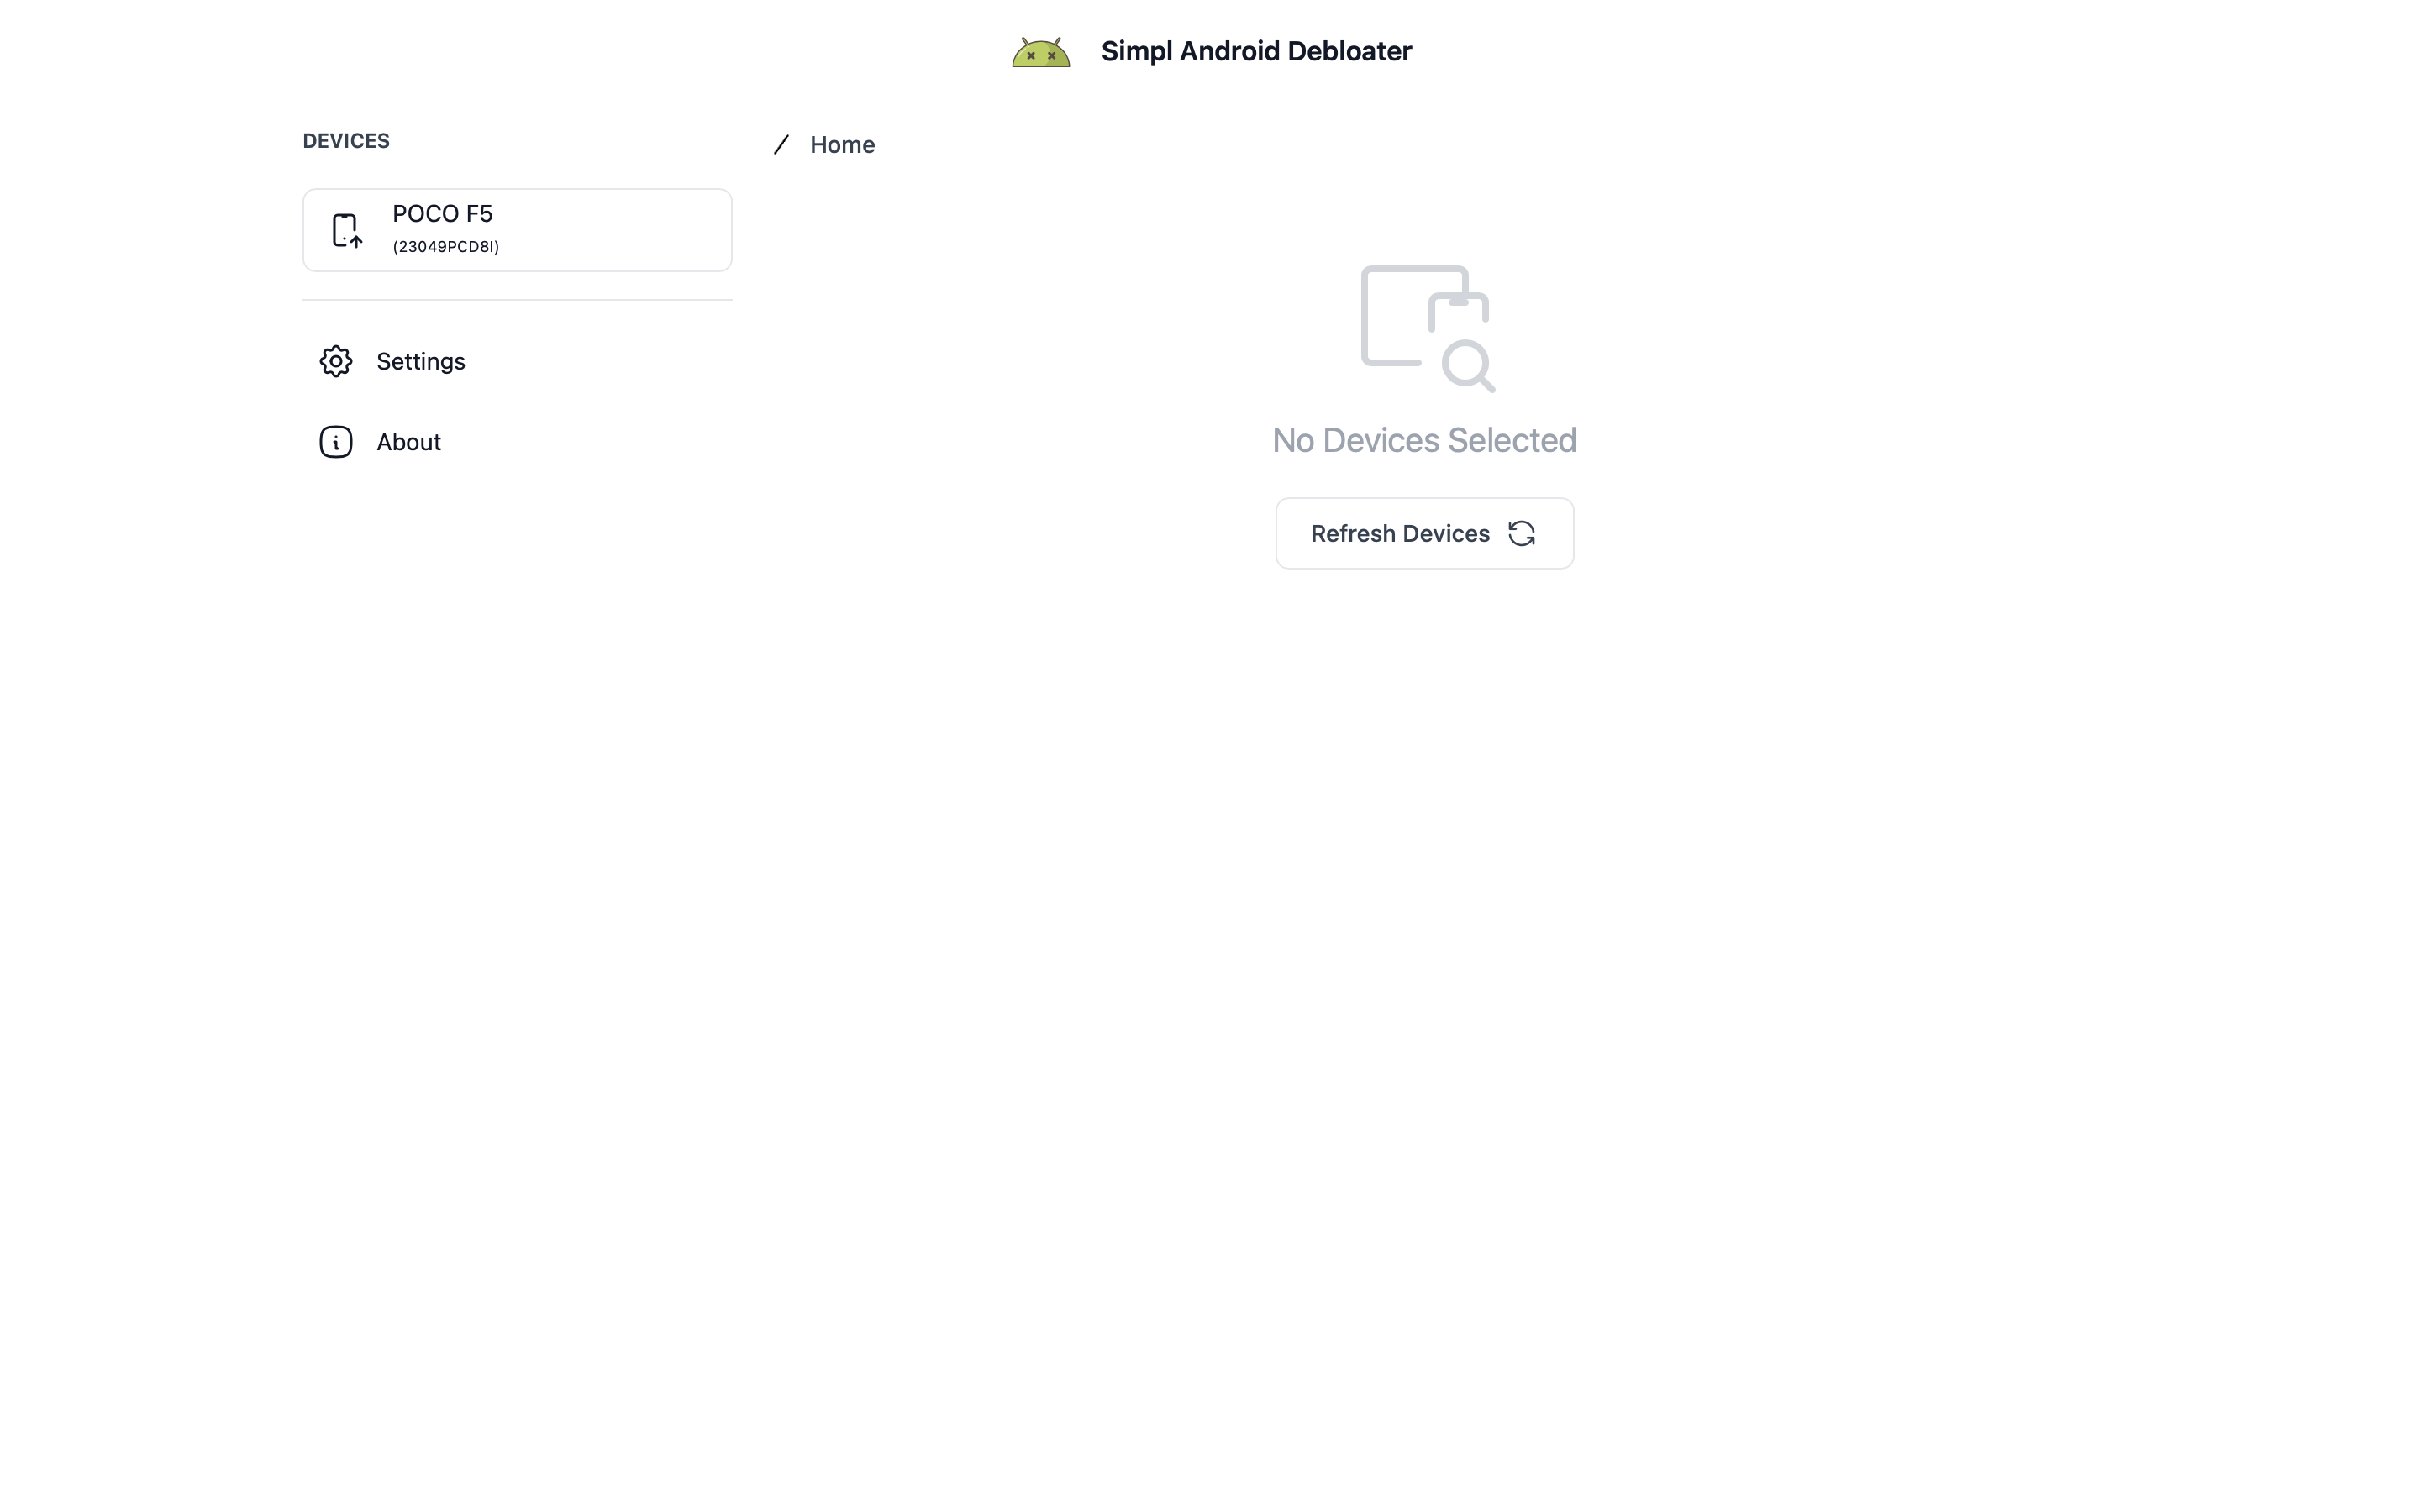 Simpl Android Debloater
DEVICES
POCO F5
(23049PCD8I)
Settings
About
/ Home
No Devices Selected
Refresh Devices